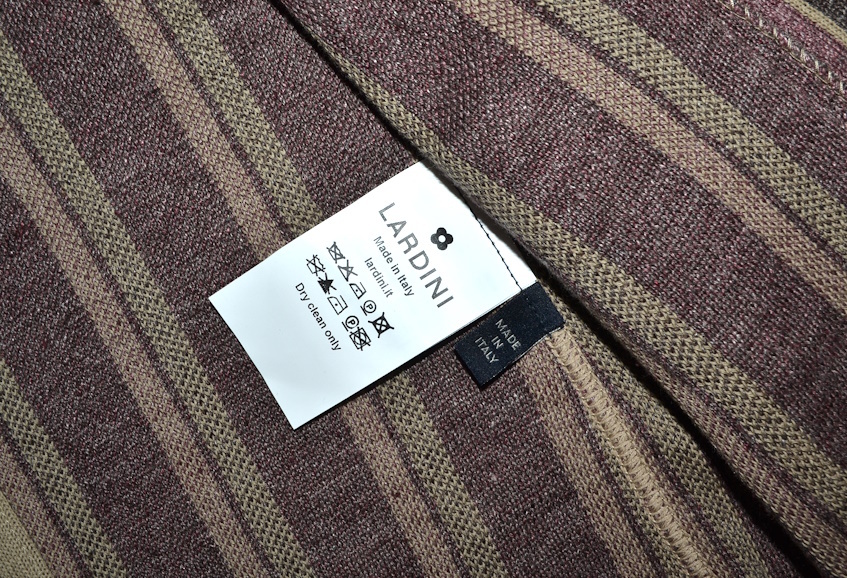 LARDINI
Made in Italy
lardini.it
P
P
Dry clean only
MADE
IN
ITALY